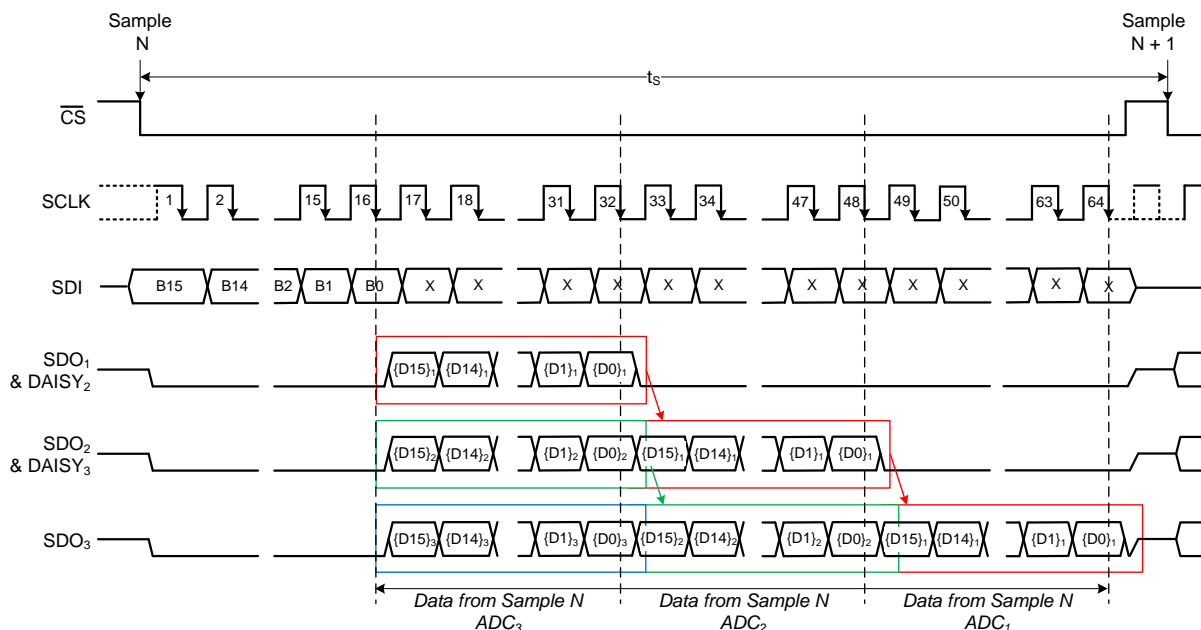 Sample
N
Sample
N + 1
tS
CS
SCLK
1 2 15 16 17 18 31 32 33 34 47 48 49 50 63 64
SDI
B15 B14 B2 B1 B0 X X X X X X X X X X X X
SDO1
& DAISY2
{D15}1 {D14}1 {D1}1 {D0}1
SDO2
& DAISY3
{D15}2 {D14}2 {D1}2 {D0}2 {D15}1 {D14}1 {D1}1 {D0}1
SDO3
{D15}3 {D14}3 {D1}3 {D0}3 {D15}2 {D14}2 {D1}2 {D0}2 {D15}1 {D14}1 {D1}1 {D0}1
Data from Sample N
ADC3
Data from Sample N
ADC2
Data from Sample N
ADC1